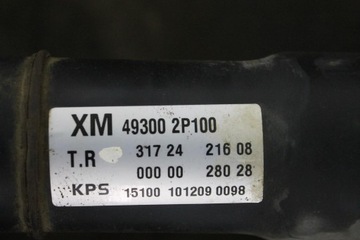 XM 49300 2P100
T.R 317 24 216 08
000 00 280 28
KPS 15100 101209 0098